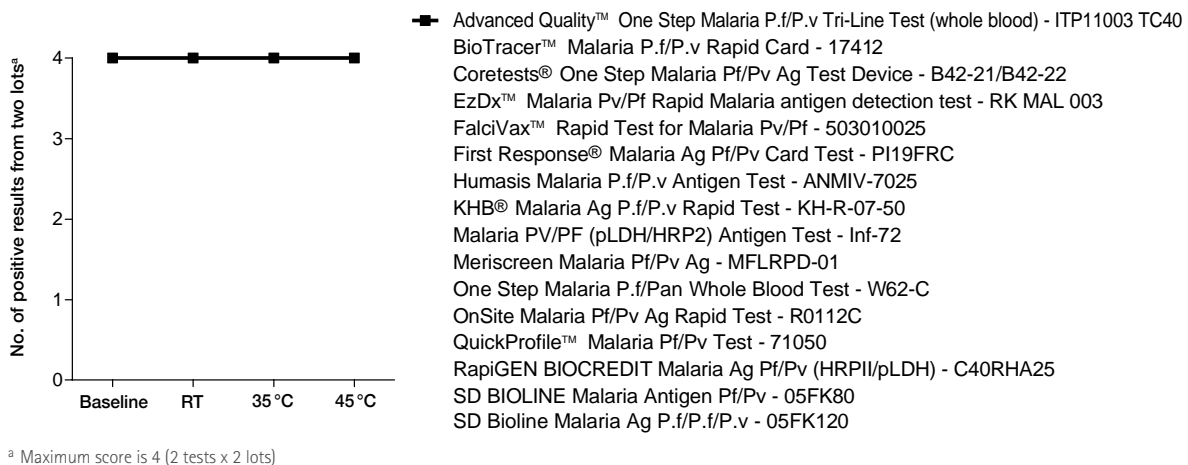 No. of positive results from two lotsᵃ
4
3
2
1
0
Baseline RT 35 °C 45 °C
Advanced Quality™ One Step Malaria P.f/P.v Tri-Line Test (whole blood) - ITP11003 TC40
BioTracer™ Malaria P.f/P.v Rapid Card - 17412
Coretests® One Step Malaria Pf/Pv Ag Test Device - B42-21/B42-22
EzDx™ Malaria Pv/Pf Rapid Malaria antigen detection test - RK MAL 003
FalciVax™ Rapid Test for Malaria Pv/Pf - 503010025
First Response® Malaria Ag Pf/Pv Card Test - PI19FRC
Humasis Malaria P.f/P.v Antigen Test - ANMIV-7025
KHB® Malaria Ag P.f/P.v Rapid Test - KH-R-07-50
Malaria PV/PF (pLDH/HRP2) Antigen Test - Inf-72
Meriscreen Malaria Pf/Pv Ag - MFLRPD-01
One Step Malaria P.f/Pan Whole Blood Test - W62-C
OnSite Malaria Pf/Pv Ag Rapid Test - R0112C
QuickProfile™ Malaria Pf/Pv Test - 71050
RapiGEN BIOCREDIT Malaria Ag Pf/Pv (HRPII/pLDH) - C40RHA25
SD BIOLINE Malaria Antigen Pf/Pv - 05FK80
SD Bioline Malaria Ag P.f/P.f/P.v - 05FK120
ᵃ Maximum score is 4 (2 tests x 2 lots)